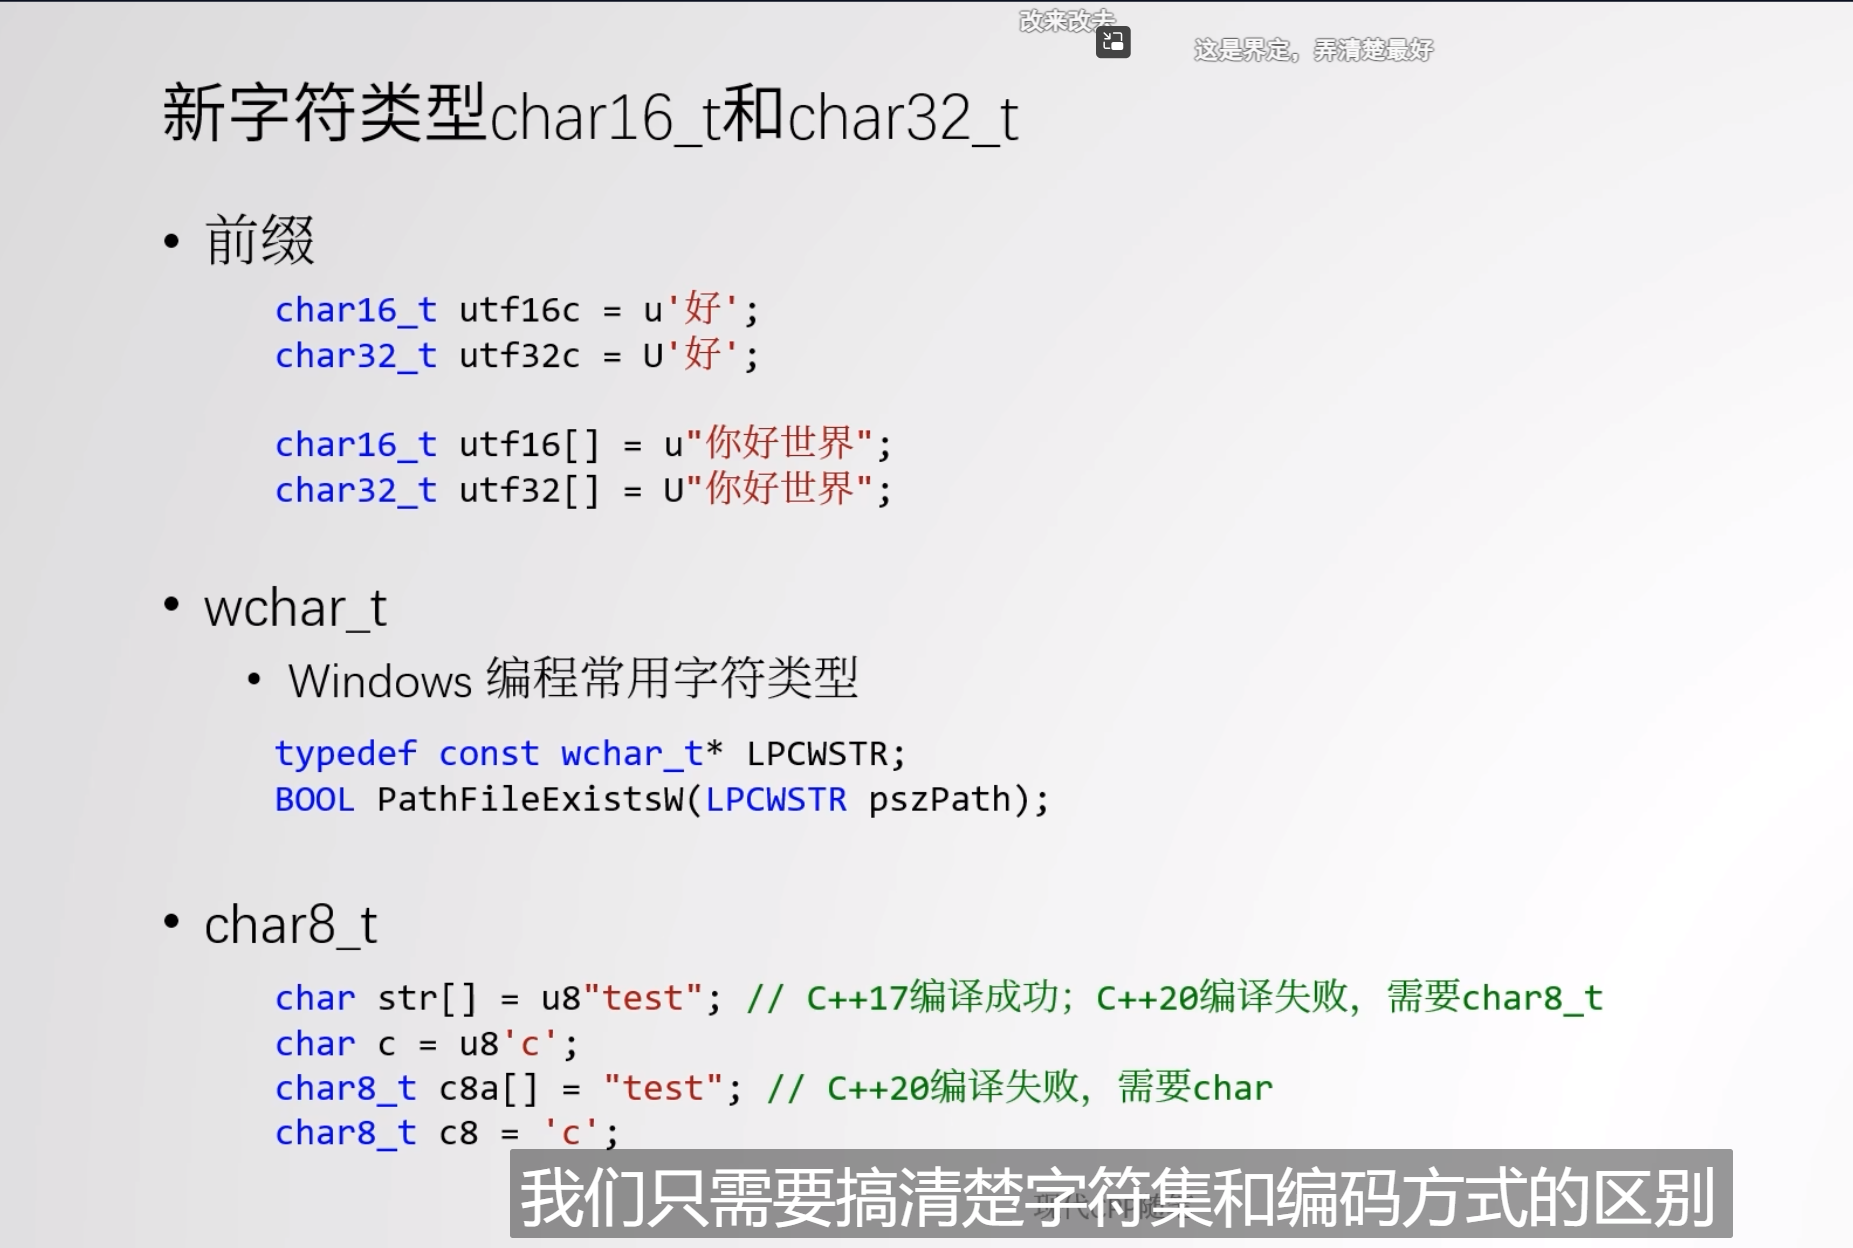 改来改去
这是界定，弄清楚最好
新字符类型char16_t和char32_t
• 前缀
char16_t utf16c = u'好';
char32_t utf32c = U'好';
char16_t utf16[] = u"你好世界";
char32_t utf32[] = U"你好世界";
• wchar_t
• Windows 编程常用字符类型
typedef const wchar_t* LPCWSTR;
BOOL PathFileExistsW(LPCWSTR pszPath);
• char8_t
char str[] = u8"test"; // C++17编译成功；C++20编译失败，需要char8_t
char c = u8'c';
char8_t c8a[] = "test"; // C++20编译失败，需要char
char8_t c8 = 'c';
我们只需要搞清楚字符集和编码方式的区别